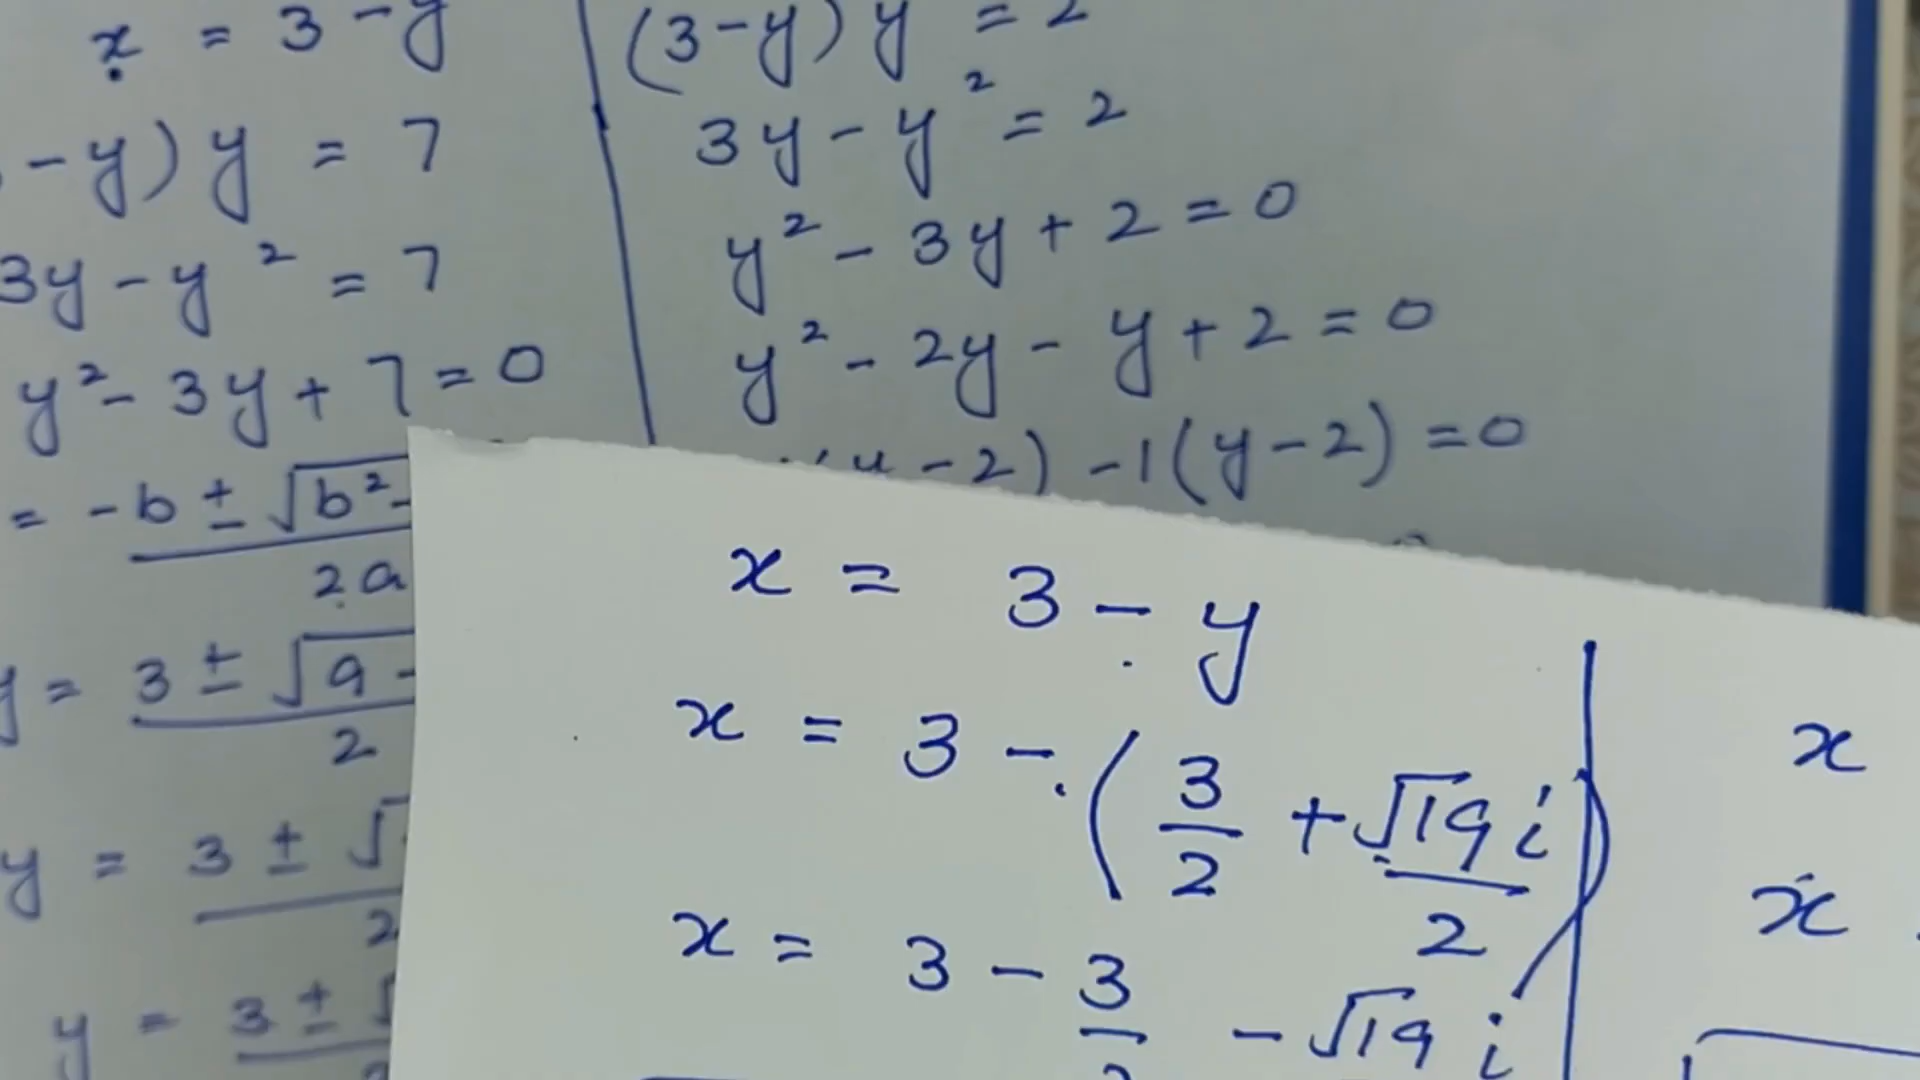 x = 3 - y
- y) y = 7
3y - y² = 7
y² - 3y + 7 = 0
= -b ± √b² -
2a
y = 3 ± √9 -
2
y = 3 ± √
2
y = 3 ± √
(3 - y) y = 2
3y - y² = 2
y² - 3y + 2 = 0
y² - 2y - y + 2 = 0
(y - 2) - 1(y - 2) = 0
x = 3 - y
x = 3 - (3/2 + √19 i/2)
x = 3 - 3/2 - √19 i
x
x